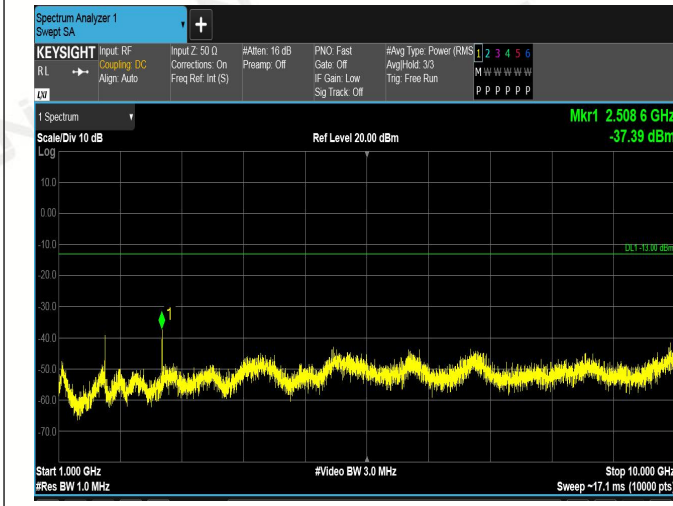 Spectrum Analyzer 1
Swept SA
+
KEYSIGHT Input: RF Input Z: 50 Ω #Atten: 16 dB PNO: Fast #Avg Type: Power (RMS 1 2 3 4 5 6
RL Coupling: DC Corrections: On Preamp: Off Gate: Off Avg|Hold: 3/3 M W W W W W
Align: Auto Freq Ref: Int (S) IF Gain: Low Trig: Free Run
LXI Sig Track: Off P P P P P P
1 Spectrum Mkr1 2.508 6 GHz
Scale/Div 10 dB Ref Level 20.00 dBm -37.39 dBm
Log
10.0
0.00
-10.0
DL1 -13.00 dBm
-20.0
-30.0
1
-40.0
-50.0
-60.0
-70.0
Start 1.000 GHz #Video BW 3.0 MHz Stop 10.000 GHz
#Res BW 1.0 MHz Sweep ~17.1 ms (10000 pts)